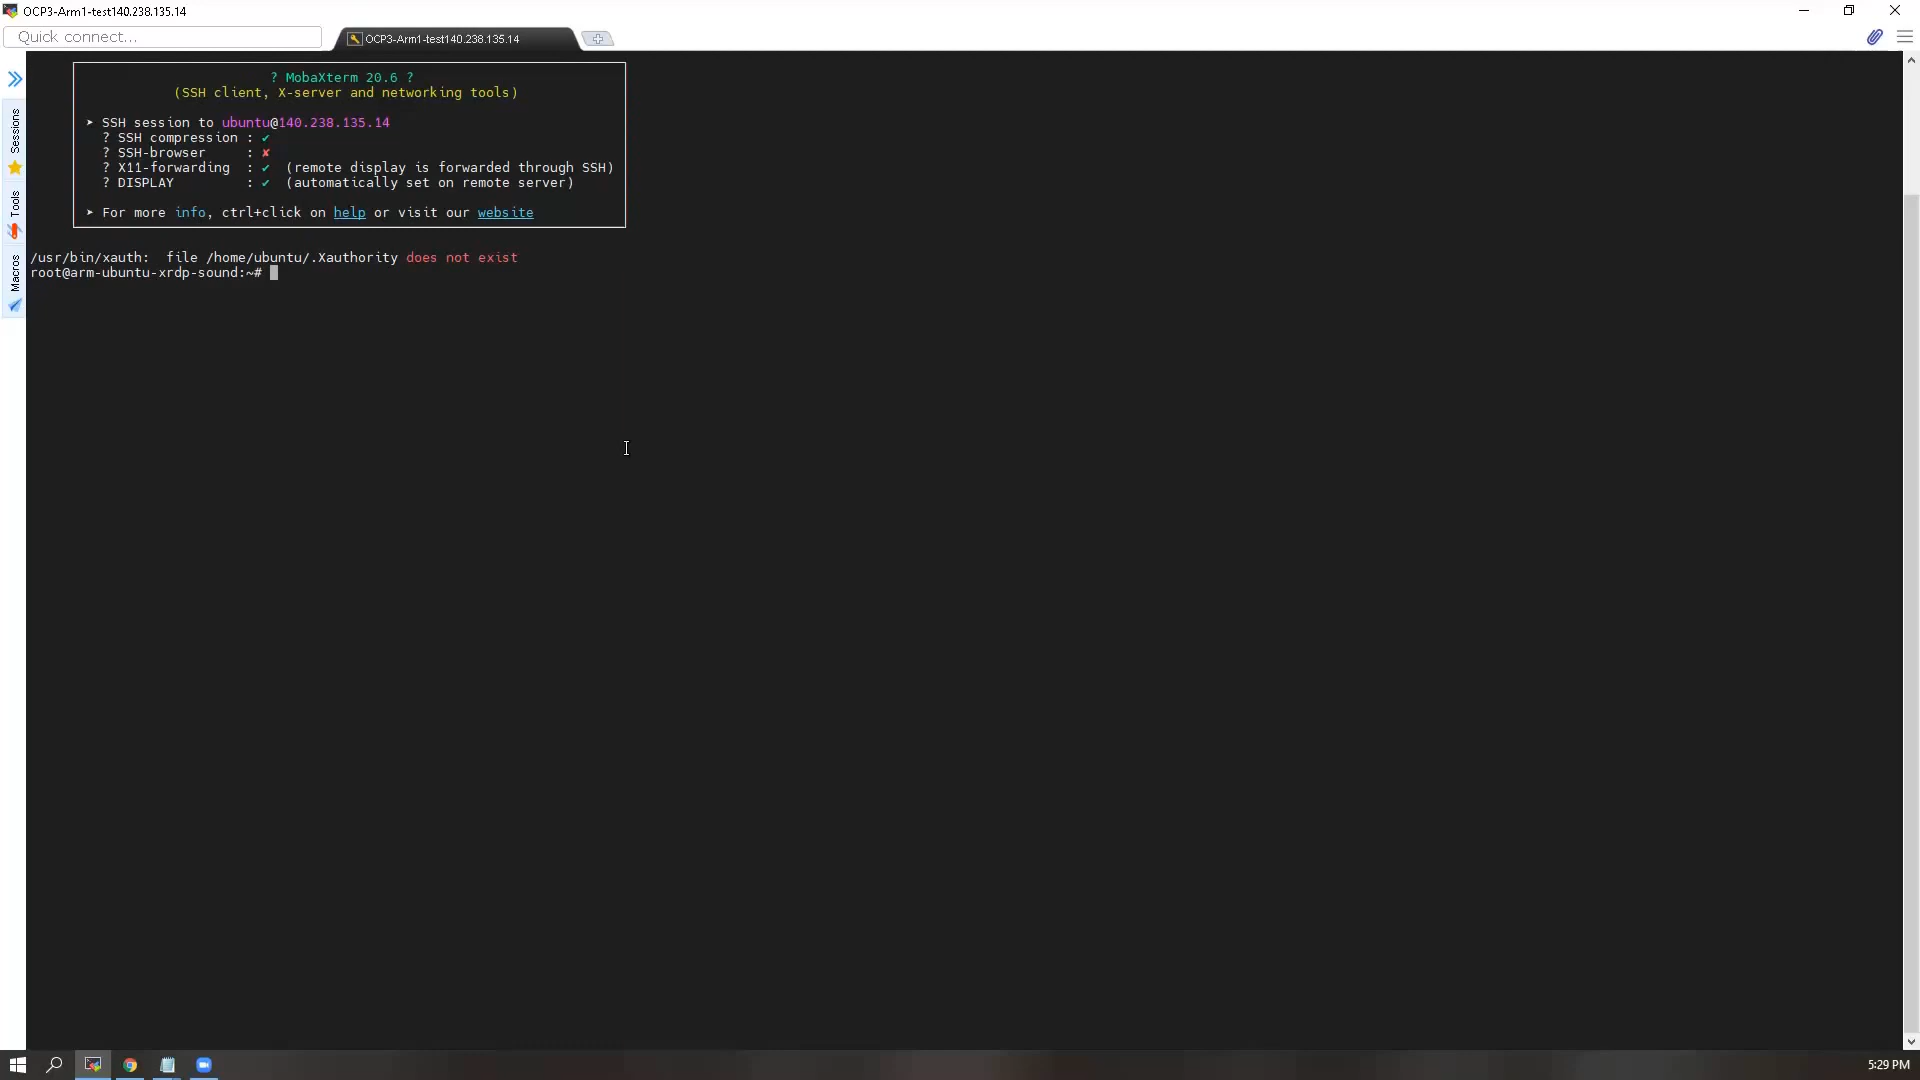 OCP3-Arm1-test140.238.135.14
Quick connect...
OCP3-Arm1-test140.238.135.14
? MobaXterm 20.6 ?
(SSH client, X-server and networking tools)
➤ SSH session to ubuntu@140.238.135.14
? SSH compression : ✔
? SSH-browser : ✘
? X11-forwarding : ✔ (remote display is forwarded through SSH)
? DISPLAY : ✔ (automatically set on remote server)
➤ For more info, ctrl+click on help or visit our website
/usr/bin/xauth:  file /home/ubuntu/.Xauthority does not exist
root@arm-ubuntu-xrdp-sound:~#
Sessions
Tools
Macros
5:29 PM